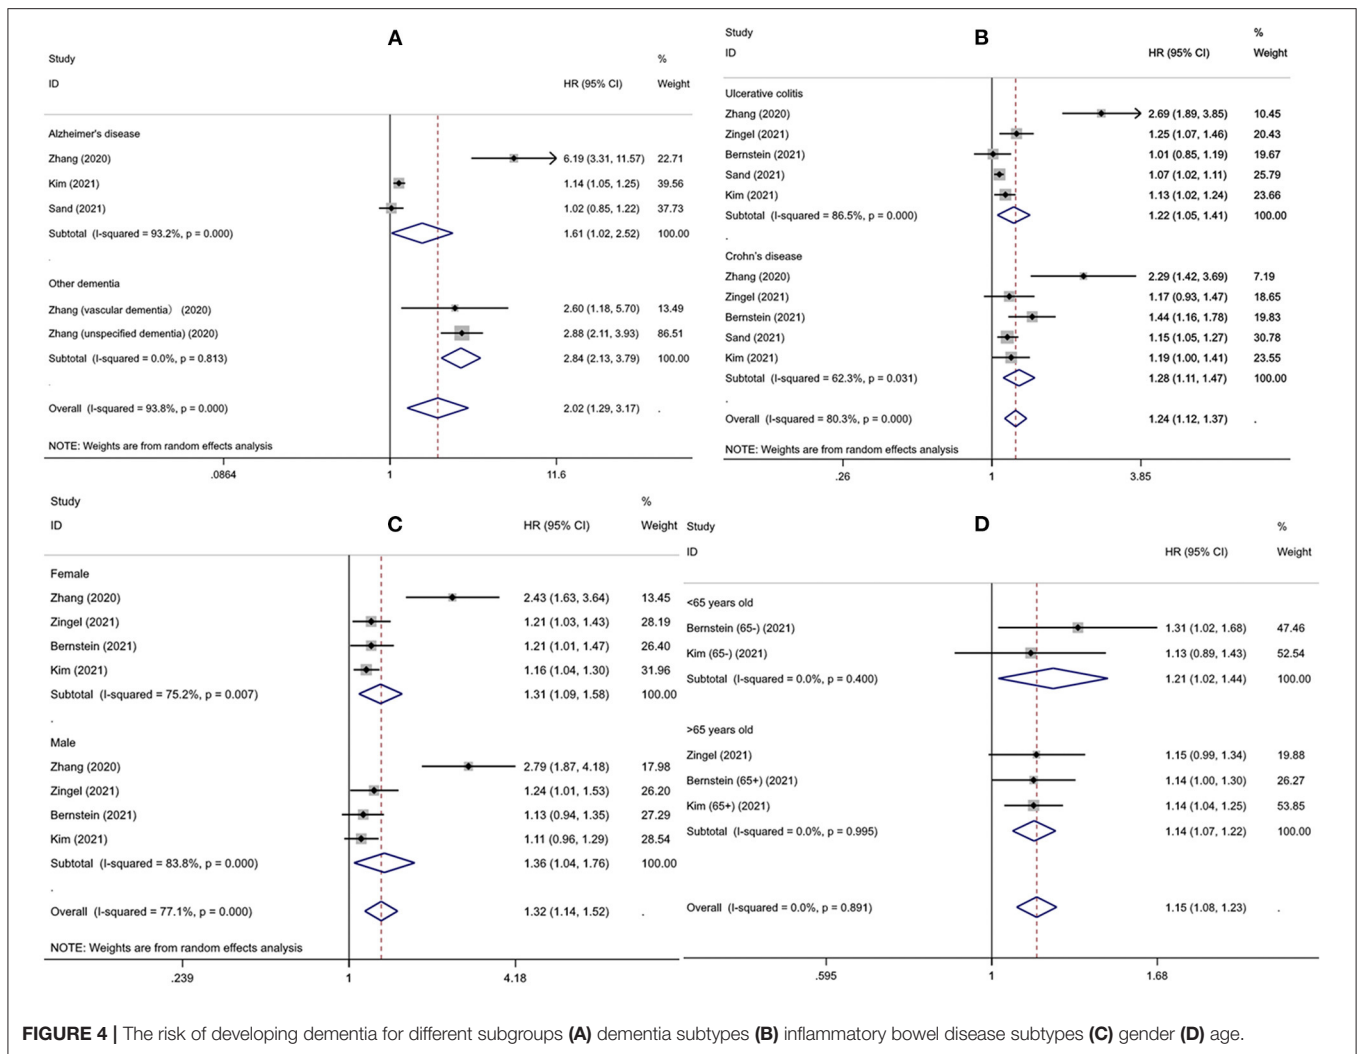 A
Study %
ID HR (95% CI) Weight
Alzheimer's disease
Zhang (2020) 6.19 (3.31, 11.57) 22.71
Kim (2021) 1.14 (1.05, 1.25) 39.56
Sand (2021) 1.02 (0.85, 1.22) 37.73
Subtotal (I-squared = 93.2%, p = 0.000) 1.61 (1.02, 2.52) 100.00
.
Other dementia
Zhang (vascular dementia） (2020) 2.60 (1.18, 5.70) 13.49
Zhang (unspecified dementia) (2020) 2.88 (2.11, 3.93) 86.51
Subtotal (I-squared = 0.0%, p = 0.813) 2.84 (2.13, 3.79) 100.00
.
Overall (I-squared = 93.8%, p = 0.000) 2.02 (1.29, 3.17) .
NOTE: Weights are from random effects analysis
.0864 1 11.6
B
Study %
ID HR (95% CI) Weight
Ulcerative colitis
Zhang (2020) 2.69 (1.89, 3.85) 10.45
Zingel (2021) 1.25 (1.07, 1.46) 20.43
Bernstein (2021) 1.01 (0.85, 1.19) 19.67
Sand (2021) 1.07 (1.02, 1.11) 25.79
Kim (2021) 1.13 (1.02, 1.24) 23.66
Subtotal (I-squared = 86.5%, p = 0.000) 1.22 (1.05, 1.41) 100.00
.
Crohn's disease
Zhang (2020) 2.29 (1.42, 3.69) 7.19
Zingel (2021) 1.17 (0.93, 1.47) 18.65
Bernstein (2021) 1.44 (1.16, 1.78) 19.83
Sand (2021) 1.15 (1.05, 1.27) 30.78
Kim (2021) 1.19 (1.00, 1.41) 23.55
Subtotal (I-squared = 62.3%, p = 0.031) 1.28 (1.11, 1.47) 100.00
.
Overall (I-squared = 80.3%, p = 0.000) 1.24 (1.12, 1.37) .
NOTE: Weights are from random effects analysis
.26 1 3.85
C
Study %
ID HR (95% CI) Weight
Female
Zhang (2020) 2.43 (1.63, 3.64) 13.45
Zingel (2021) 1.21 (1.03, 1.43) 28.19
Bernstein (2021) 1.21 (1.01, 1.47) 26.40
Kim (2021) 1.16 (1.04, 1.30) 31.96
Subtotal (I-squared = 75.2%, p = 0.007) 1.31 (1.09, 1.58) 100.00
.
Male
Zhang (2020) 2.79 (1.87, 4.18) 17.98
Zingel (2021) 1.24 (1.01, 1.53) 26.20
Bernstein (2021) 1.13 (0.94, 1.35) 27.29
Kim (2021) 1.11 (0.96, 1.29) 28.54
Subtotal (I-squared = 83.8%, p = 0.000) 1.36 (1.04, 1.76) 100.00
.
Overall (I-squared = 77.1%, p = 0.000) 1.32 (1.14, 1.52) .
NOTE: Weights are from random effects analysis
.239 1 4.18
D
Study %
ID HR (95% CI) Weight
<65 years old
Bernstein (65-) (2021) 1.31 (1.02, 1.68) 47.46
Kim (65-) (2021) 1.13 (0.89, 1.43) 52.54
Subtotal (I-squared = 0.0%, p = 0.400) 1.21 (1.02, 1.44) 100.00
>65 years old
Zingel (2021) 1.15 (0.99, 1.34) 19.88
Bernstein (65+) (2021) 1.14 (1.00, 1.30) 26.27
Kim (65+) (2021) 1.14 (1.04, 1.25) 53.85
Subtotal (I-squared = 0.0%, p = 0.995) 1.14 (1.07, 1.22) 100.00
Overall (I-squared = 0.0%, p = 0.891) 1.15 (1.08, 1.23) .
.595 1 1.68
FIGURE 4 | The risk of developing dementia for different subgroups (A) dementia subtypes (B) inflammatory bowel disease subtypes (C) gender (D) age.